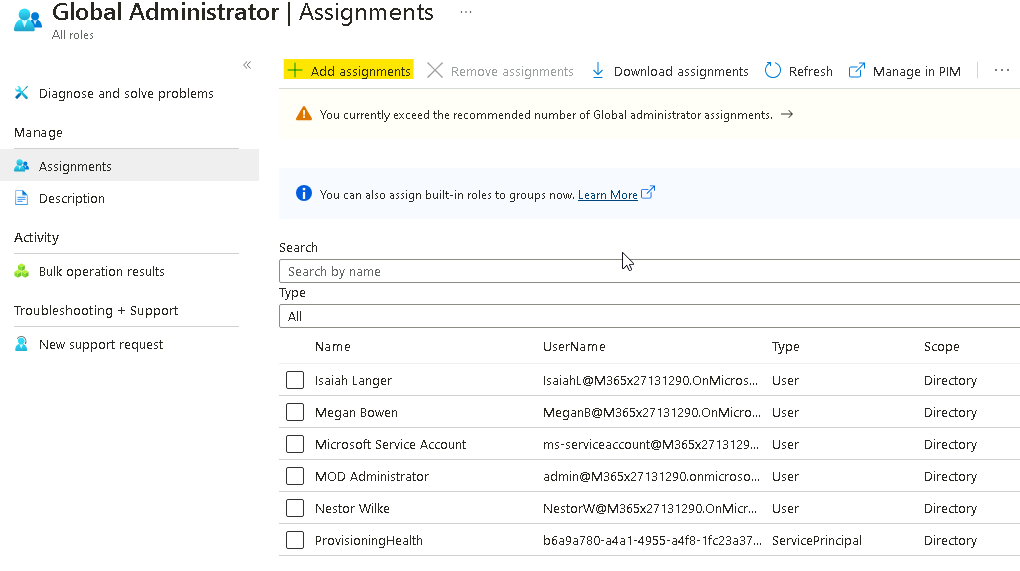 Global Administrator | Assignments ...
All roles
«
Diagnose and solve problems
Manage
Assignments
Description
Activity
Bulk operation results
Troubleshooting + Support
New support request
+ Add assignments Remove assignments Download assignments Refresh Manage in PIM ...
You currently exceed the recommended number of Global administrator assignments. →
You can also assign built-in roles to groups now. Learn More
Search
Search by name
Type
All
Name UserName Type Scope
Isaiah Langer IsaiahL@M365x27131290.OnMicros... User Directory
Megan Bowen MeganB@M365x27131290.OnMicro... User Directory
Microsoft Service Account ms-serviceaccount@M365x2713129... User Directory
MOD Administrator admin@M365x27131290.onmicroso... User Directory
Nestor Wilke NestorW@M365x27131290.OnMicr... User Directory
ProvisioningHealth b6a9a780-a4a1-4955-a4f8-1fc23a37... ServicePrincipal Directory